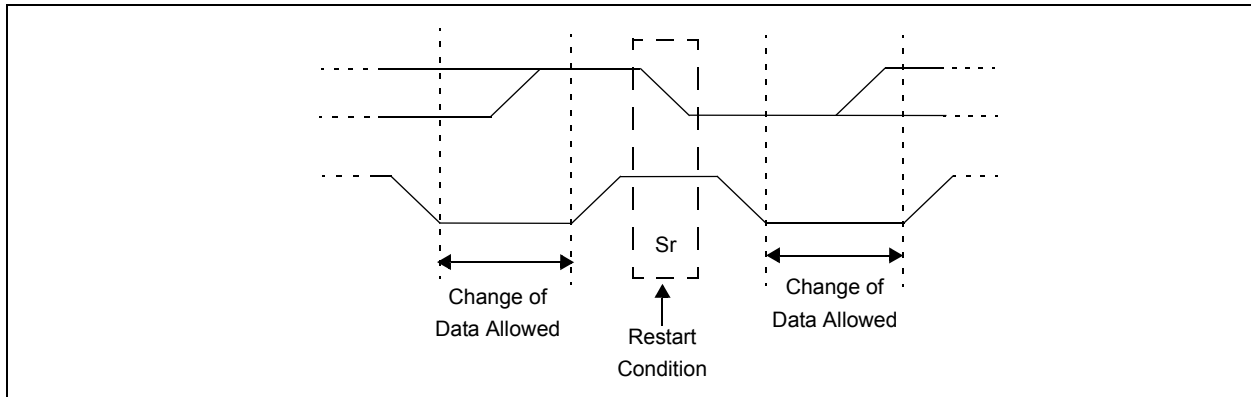 Sr
Change of
Data Allowed
Restart
Condition
Change of
Data Allowed